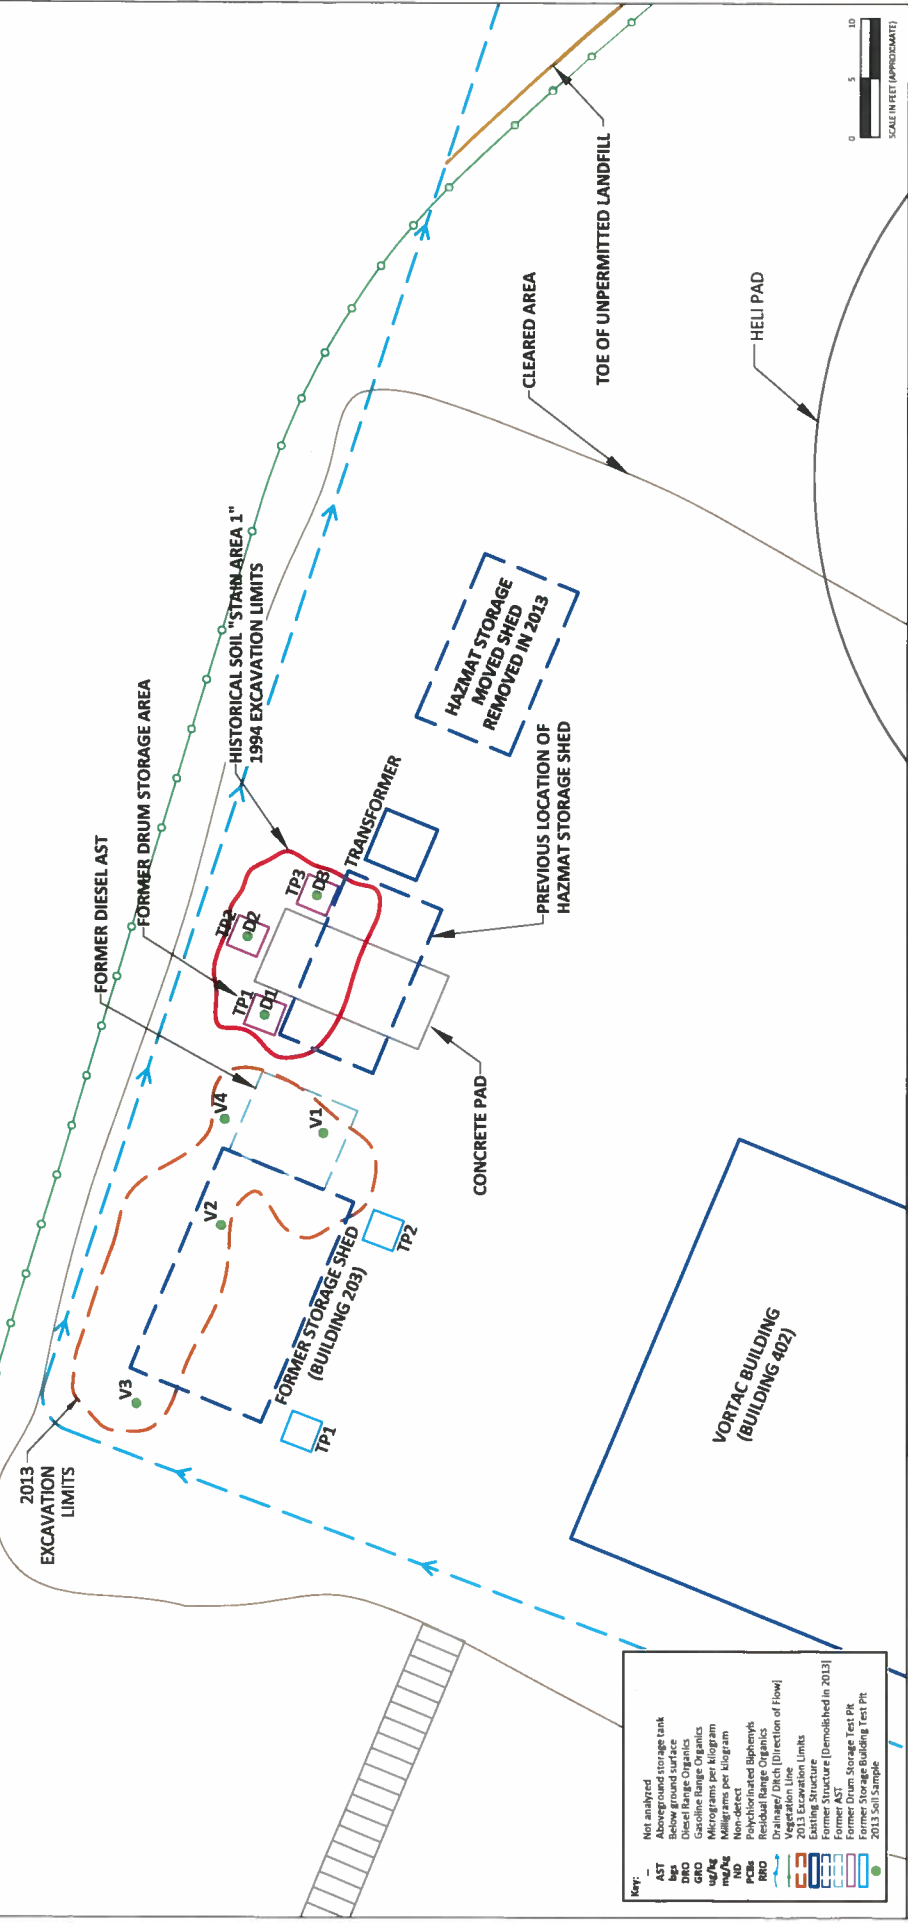 2013
EXCAVATION
LIMITS
FORMER DIESEL AST
FORMER DRUM STORAGE AREA
HISTORICAL SOIL "STAIN AREA 1"
1994 EXCAVATION LIMITS
V3
V2
V4
V1
TP1
D1
TP2
D2
TP3
D3
TRANSFORMER
FORMER STORAGE SHED
(BUILDING 203)
TP1
TP2
CONCRETE PAD
PREVIOUS LOCATION OF
HAZMAT STORAGE SHED
HAZMAT STORAGE
MOVED SHED
REMOVED IN 2013
CLEARED AREA
TOE OF UNPERMITTED LANDFILL
HELI PAD
VORTAC BUILDING
(BUILDING 402)
0 5 10
SCALE IN FEET (APPROXIMATE)
Key:
-- Not analyzed
AST Aboveground storage tank
bgs Below ground surface
DRO Diesel Range Organics
GRO Gasoline Range Organics
ug/kg Micrograms per kilogram
mg/kg Milligrams per kilogram
ND Non-detect
PCBs Polychlorinated Biphenyls
RRO Residual Range Organics
Drainage/ Ditch [Direction of Flow]
Vegetation Line
2013 Excavation Limits
Existing Structure
Former Structure [Demolished in 2013]
Former AST
Former Drum Storage Test Pit
Former Storage Building Test Pit
2013 Soil Sample